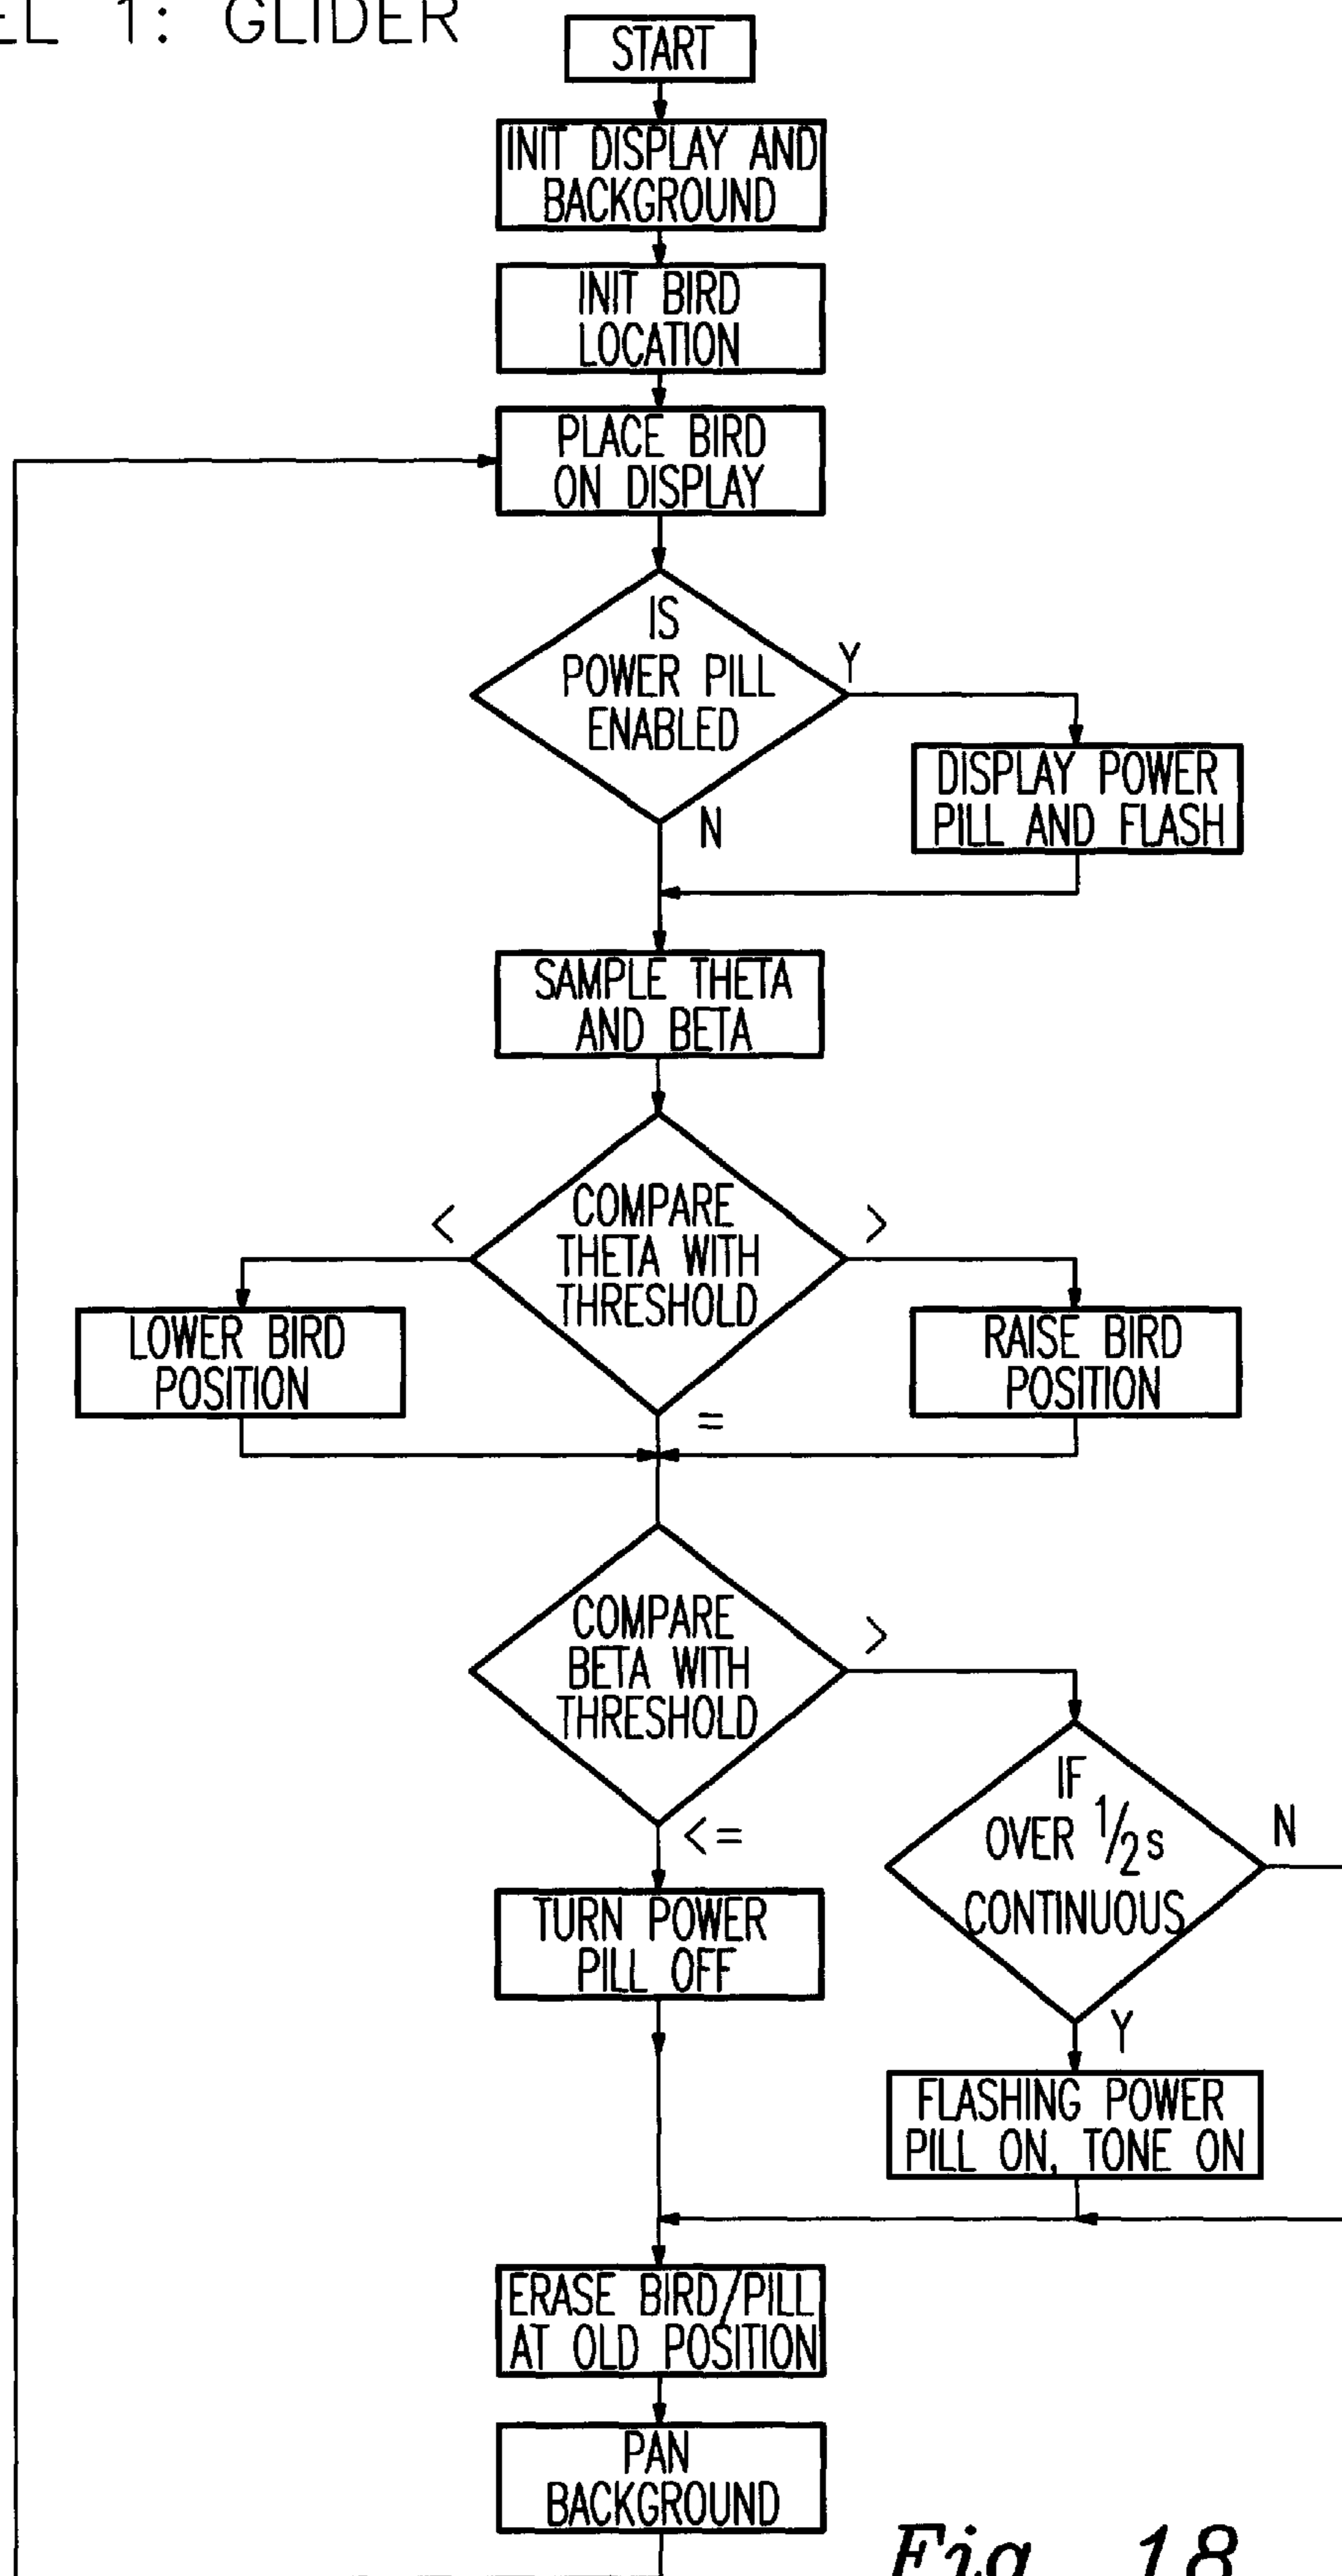 EL 1: GLIDER
START
INIT DISPLAY AND
BACKGROUND
INIT BIRD
LOCATION
PLACE BIRD
ON DISPLAY
IS
POWER PILL
ENABLED
Y
N
DISPLAY POWER
PILL AND FLASH
SAMPLE THETA
AND BETA
COMPARE
THETA WITH
THRESHOLD
<
>
=
LOWER BIRD
POSITION
RAISE BIRD
POSITION
COMPARE
BETA WITH
THRESHOLD
>
<=
IF
OVER 1/2s
CONTINUOUS
N
Y
TURN POWER
PILL OFF
FLASHING POWER
PILL ON, TONE ON
ERASE BIRD/PILL
AT OLD POSITION
PAN
BACKGROUND
Fig. 18